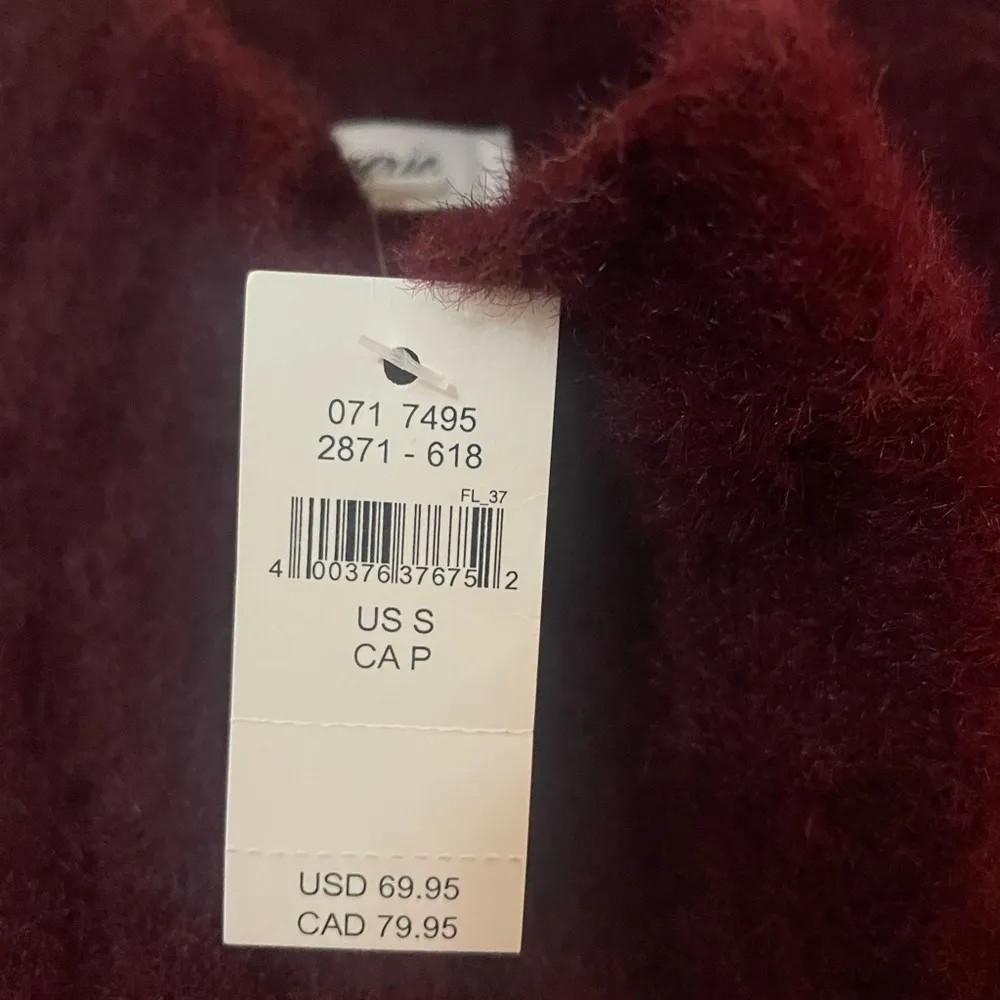 071 7495
2871 - 618
FL_37
4 00376 37675 2
US S
CA P
USD 69.95
CAD 79.95